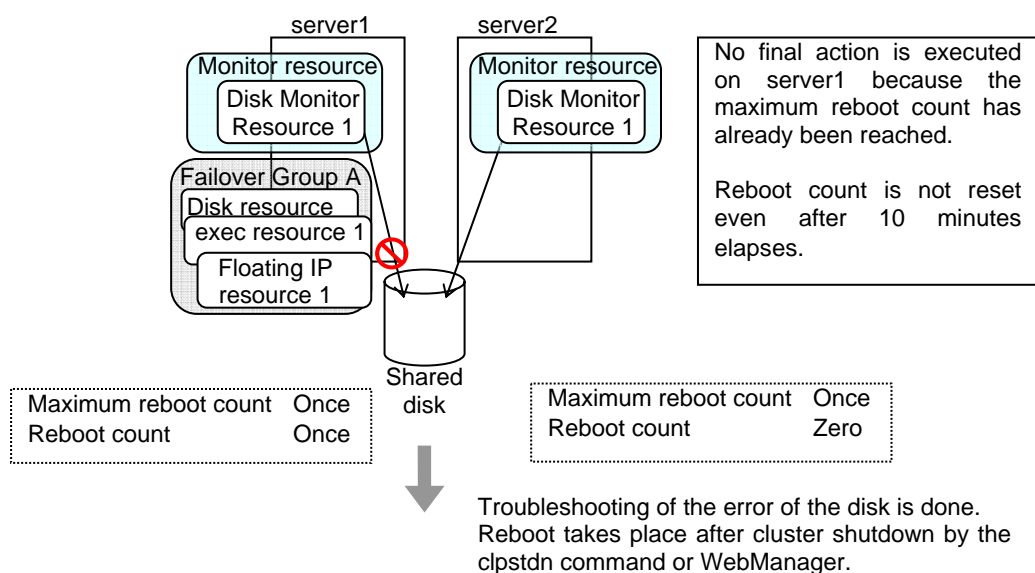 server1
server2
Monitor resource
Disk Monitor
Resource 1
Monitor resource
Disk Monitor
Resource 1
No final action is executed
on server1 because the
maximum reboot count has
already been reached.
Reboot count is not reset
even after 10 minutes
elapses.
Failover Group A
Disk resource
exec resource 1
Floating IP
resource 1
Shared
disk
Maximum reboot count Once
Reboot count Once
Maximum reboot count Once
Reboot count Zero
Troubleshooting of the error of the disk is done.
Reboot takes place after cluster shutdown by the
clpstdn command or WebManager.